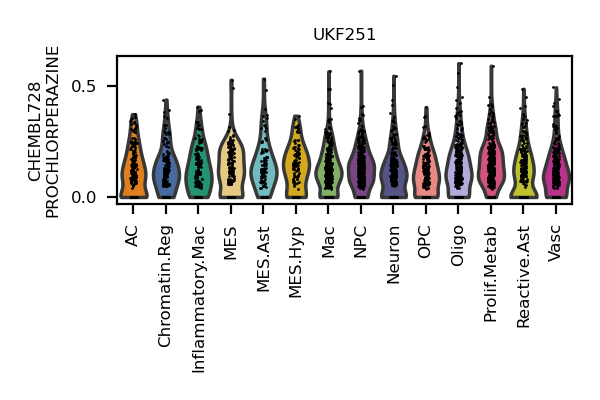 UKF251
CHEMBL728
PROCHLORPERAZINE
0.5
0.0
AC
Chromatin.Reg
Inflammatory.Mac
MES
MES.Ast
MES.Hyp
Mac
NPC
Neuron
OPC
Oligo
Prolif.Metab
Reactive.Ast
Vasc